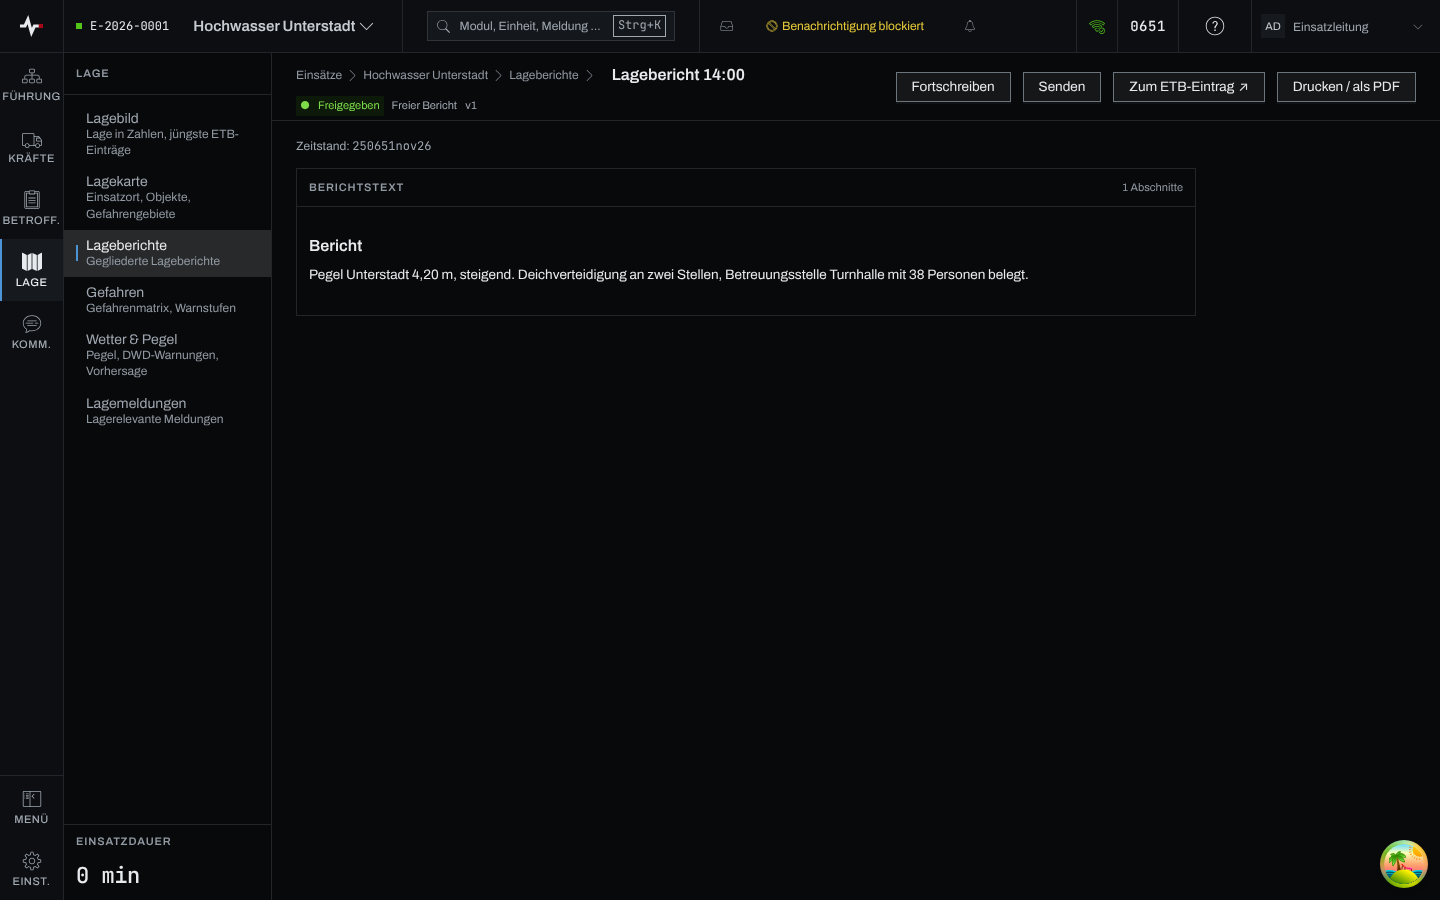 E-2026-0001
Hochwasser Unterstadt
Modul, Einheit, Meldung ...
Strg+K
Benachrichtigung blockiert
0651
?
AD
Einsatzleitung
FÜHRUNG
KRÄFTE
BETROFF.
LAGE
KOMM.
MENÜ
EINST.
LAGE
Lagebild
Lage in Zahlen, jüngste ETB-
Einträge
Lagekarte
Einsatzort, Objekte,
Gefahrengebiete
Lageberichte
Gegliederte Lageberichte
Gefahren
Gefahrenmatrix, Warnstufen
Wetter & Pegel
Pegel, DWD-Warnungen,
Vorhersage
Lagemeldungen
Lagerelevante Meldungen
EINSATZDAUER
0 min
Einsätze
Hochwasser Unterstadt
Lageberichte
Lagebericht 14:00
Freigegeben
Freier Bericht
v1
Fortschreiben
Senden
Zum ETB-Eintrag ↗
Drucken / als PDF
Zeitstand: 250651nov26
BERICHTSTEXT
1 Abschnitte
Bericht
Pegel Unterstadt 4,20 m, steigend. Deichverteidigung an zwei Stellen, Betreuungsstelle Turnhalle mit 38 Personen belegt.